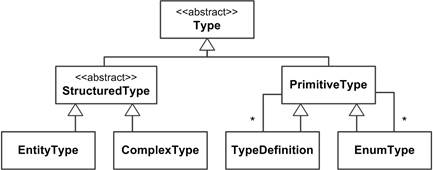 <<abstract>>
Type
<<abstract>>
StructuredType
PrimitiveType
*
*
EntityType
ComplexType
TypeDefinition
EnumType